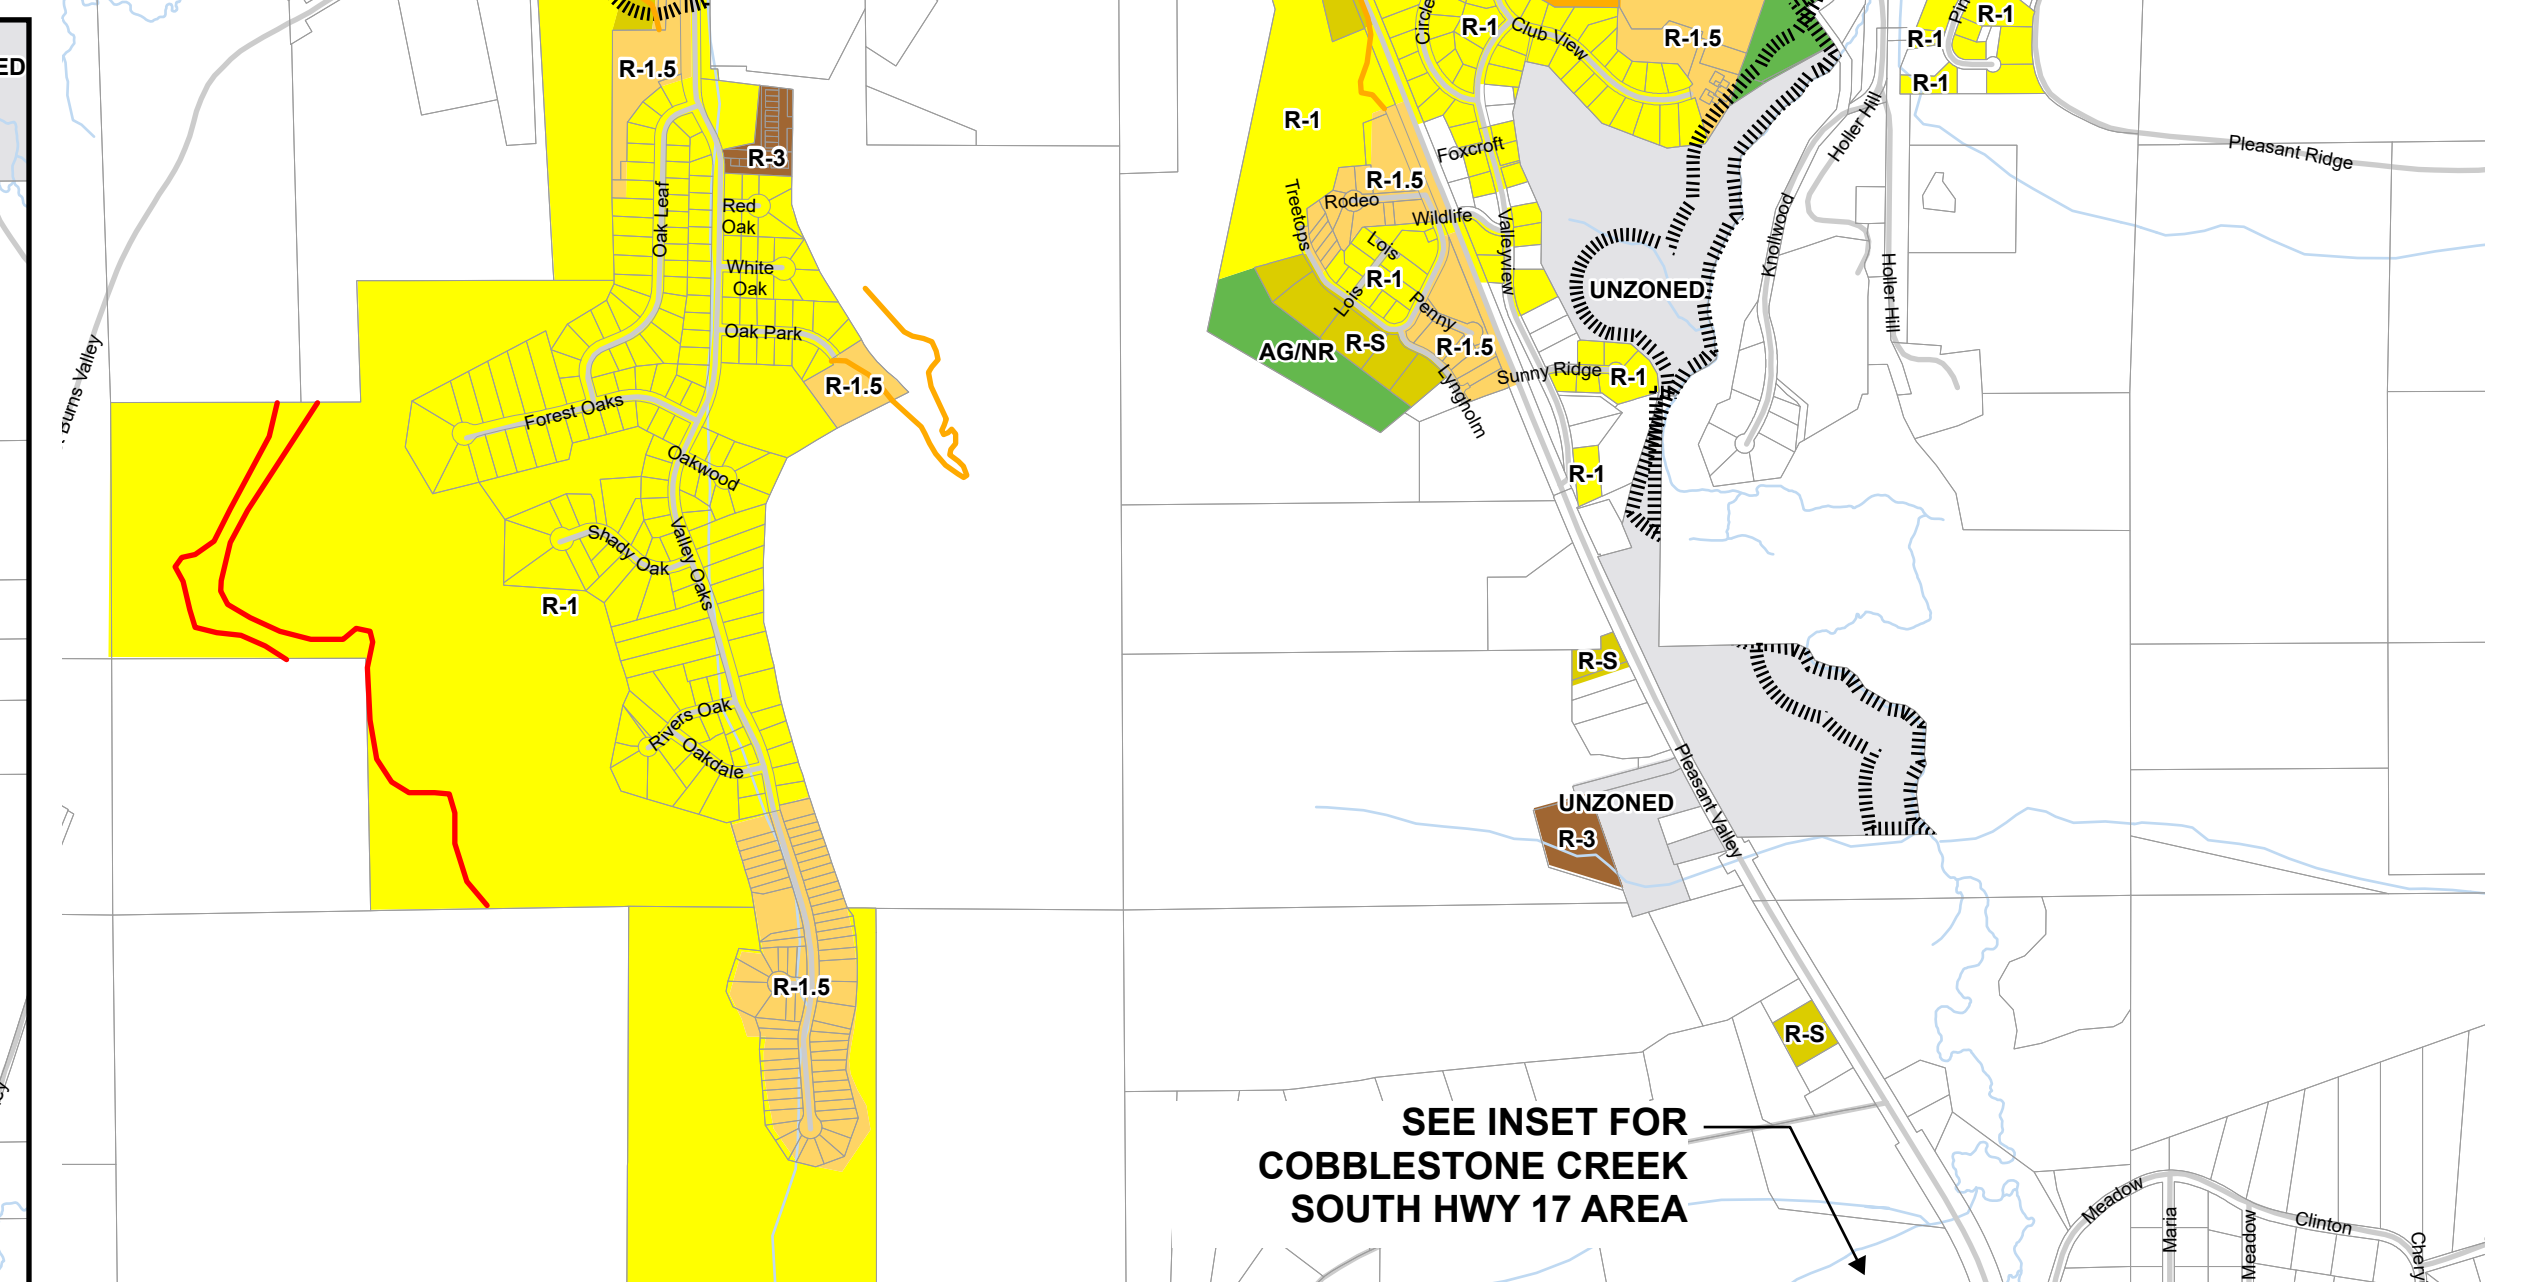 ED
R-1.5
R-3
Oak Leaf
Red
Oak
White
Oak
Oak Park
R-1.5
Burns Valley
Forest Oaks
Oakwood
Shady Oak
Valley Oaks
R-1
Rivers Oak
Oakdale
R-1.5
Circle
R-1
Club View
R-1.5
R-1
Pin
R-1
R-1
Holler Hill
Pleasant Ridge
R-1
Foxcroft
R-1.5
Rodeo
Treetops
Wildlife
Valleyview
Lois
R-1
Lois
Penny
AG/NR
R-S
R-1.5
Lyngholm
Sunny Ridge
R-1
UNZONED
Knollwood
Holler Hill
R-1
R-S
Pleasant Valley
UNZONED
R-3
R-S
SEE INSET FOR
COBBLESTONE CREEK
SOUTH HWY 17 AREA
Meadow
Maria
Meadow
Clinton
Chery